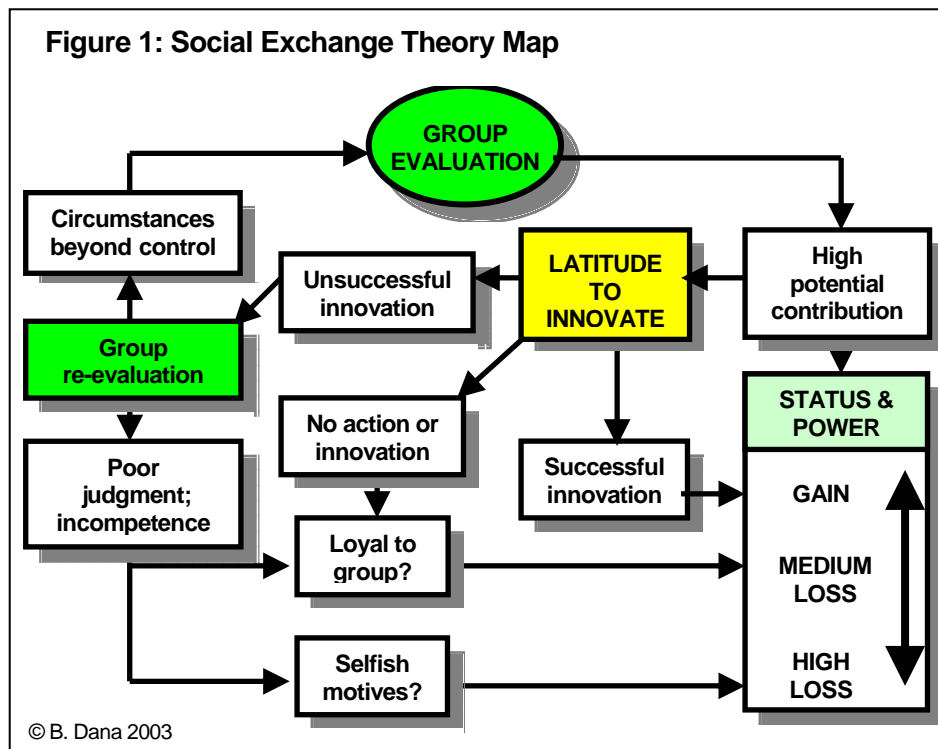 Figure 1: Social Exchange Theory Map
GROUP
EVALUATION
Circumstances
beyond control
Unsuccessful
innovation
LATITUDE
TO
INNOVATE
High
potential
contribution
Group
re-evaluation
No action or
innovation
Successful
innovation
STATUS &
POWER
Poor
judgment;
incompetence
GAIN
Loyal to
group?
MEDIUM
LOSS
Selfish
motives?
HIGH
LOSS
© B. Dana 2003